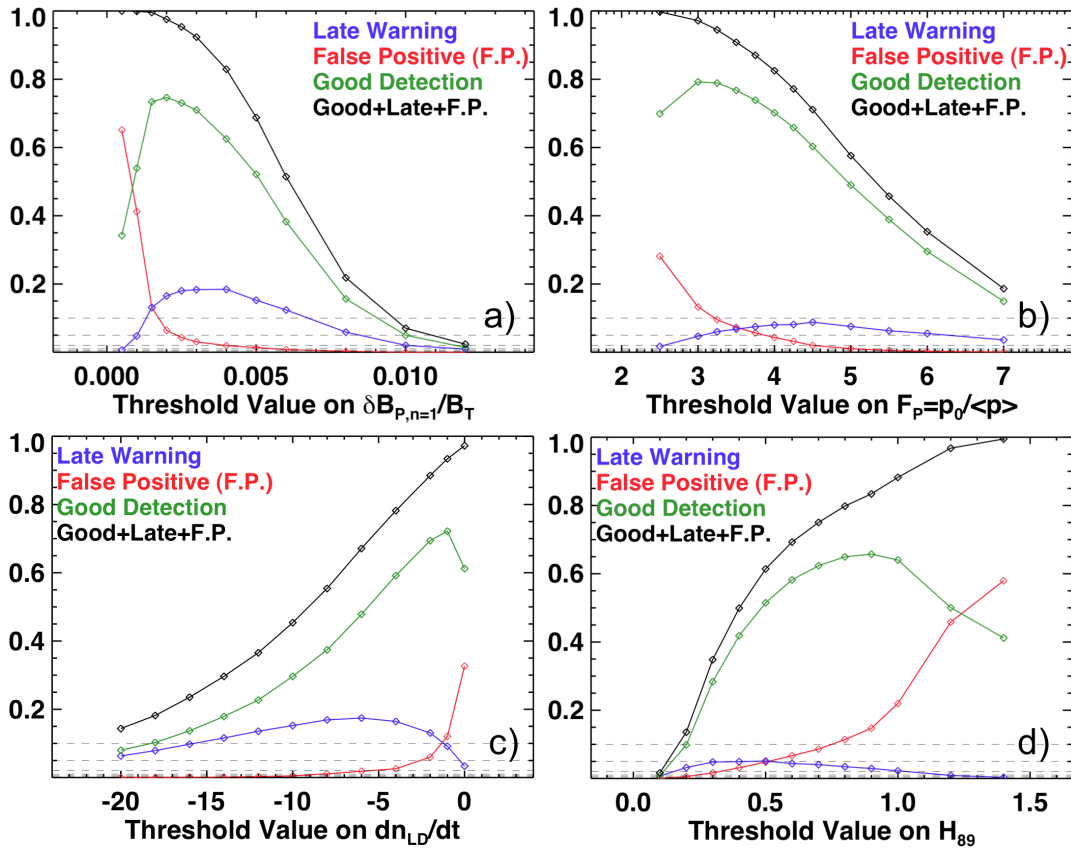 1.0
0.8
0.6
0.4
0.2
Late Warning
False Positive (F.P.)
Good Detection
Good+Late+F.P.
a)
0.000 0.005 0.010
Threshold Value on δB_P,n=1/B_T
1.0
0.8
0.6
0.4
0.2
Late Warning
False Positive (F.P.)
Good Detection
Good+Late+F.P.
b)
2 3 4 5 6 7
Threshold Value on F_P=p_0/<p>
1.0
0.8
0.6
0.4
0.2
Late Warning
False Positive (F.P.)
Good Detection
Good+Late+F.P.
c)
-20 -15 -10 -5 0
Threshold Value on dn_LD/dt
1.0
0.8
0.6
0.4
0.2
Late Warning
False Positive (F.P.)
Good Detection
Good+Late+F.P.
d)
0.0 0.5 1.0 1.5
Threshold Value on H_89